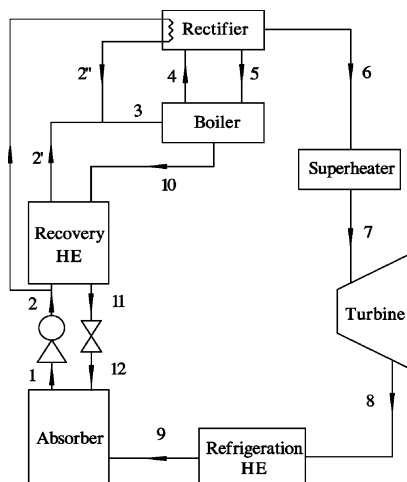 Rectifier
2"
4
5
6
3
Boiler
2'
10
Superheater
Recovery
HE
7
2
11
Turbine
1
12
8
Absorber
9
Refrigeration
HE